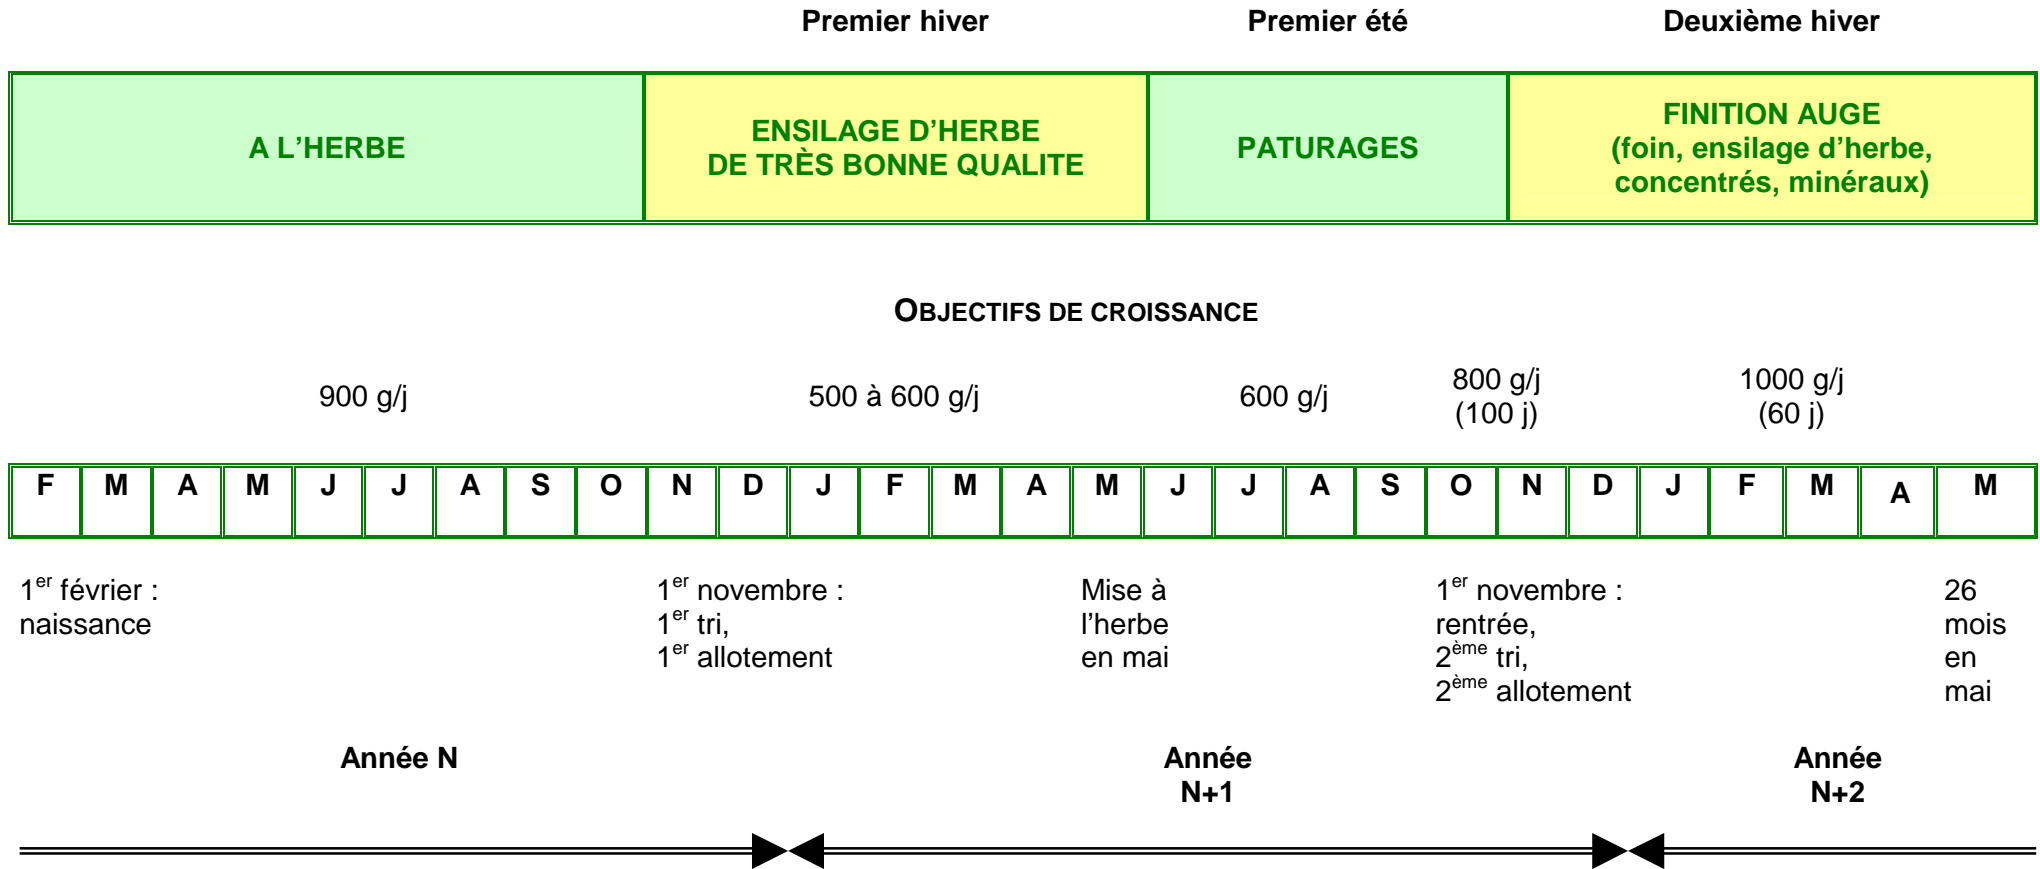 Premier hiver Premier été Deuxième hiver
A L’HERBE
ENSILAGE D’HERBE
DE TRÈS BONNE QUALITE
PATURAGES
FINITION AUGE
(foin, ensilage d’herbe,
concentrés, minéraux)
OBJECTIFS DE CROISSANCE
900 g/j
500 à 600 g/j
600 g/j
800 g/j
(100 j)
1000 g/j
(60 j)
F M A M J J A S O N D J F M A M J J A S O N D J F M A M
1er février :
naissance
1er novembre :
1er tri,
1er allotement
Mise à
l’herbe
en mai
1er novembre :
rentrée,
2ème tri,
2ème allotement
26
mois
en
mai
Année N
Année
N+1
Année
N+2